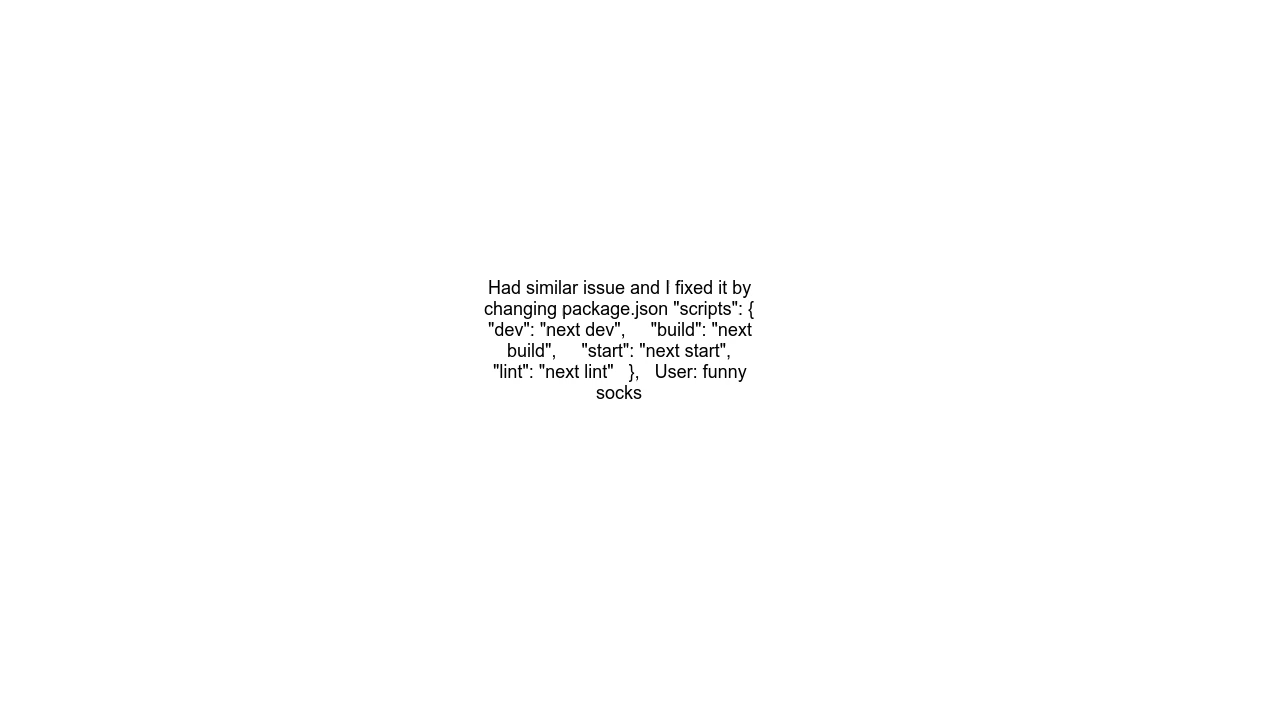 Had similar issue and I fixed it by
changing package.json "scripts": {
"dev": "next dev",     "build": "next
build",     "start": "next start",
"lint": "next lint"   },   User: funny
socks